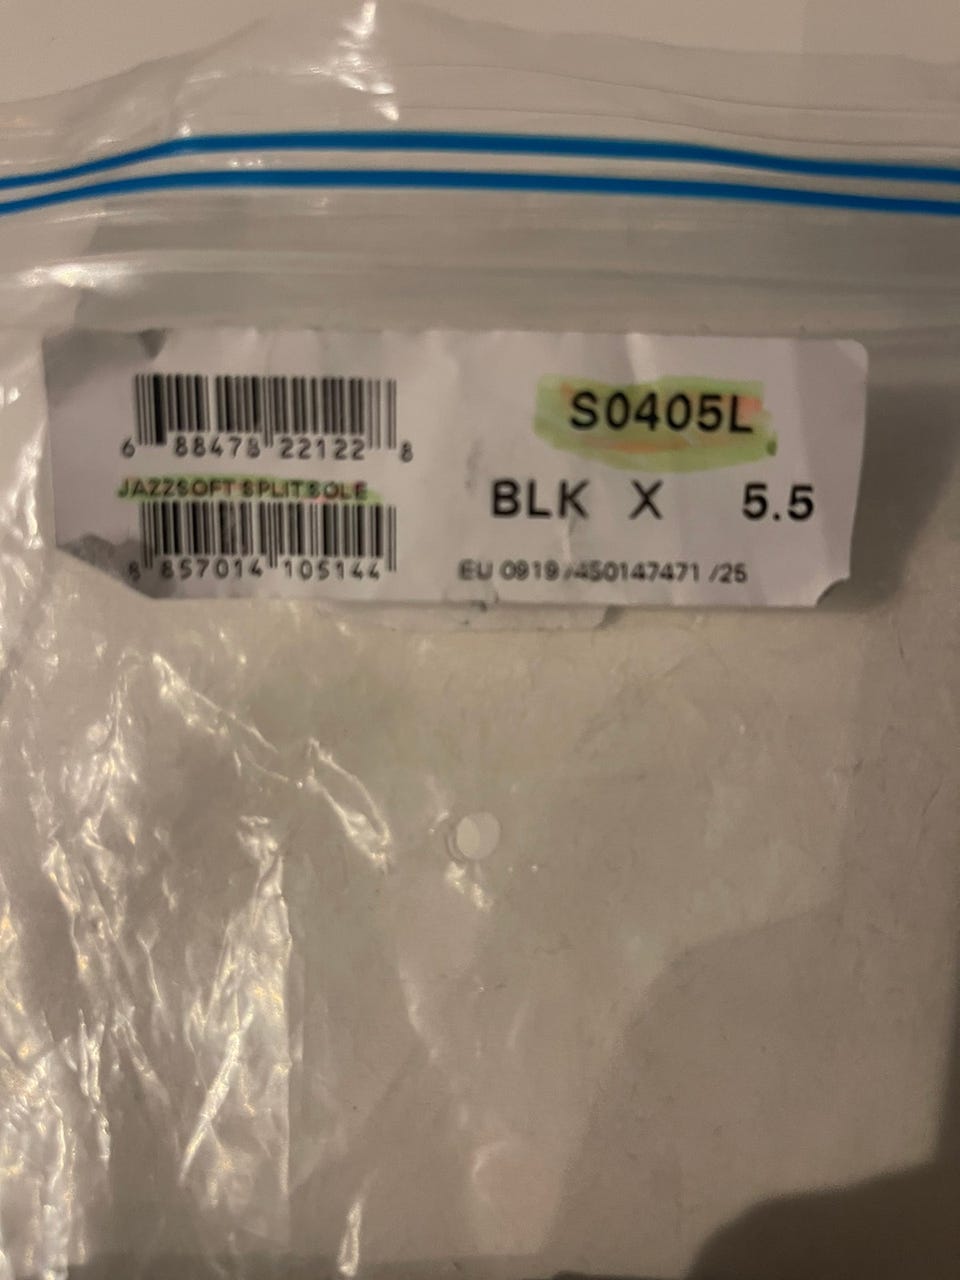 6 88478 22122 8
S0405L
JAZZSOFT SPLITSOLE
BLK X 5.5
8 857014 105144
EU 0919 /450147471 /25